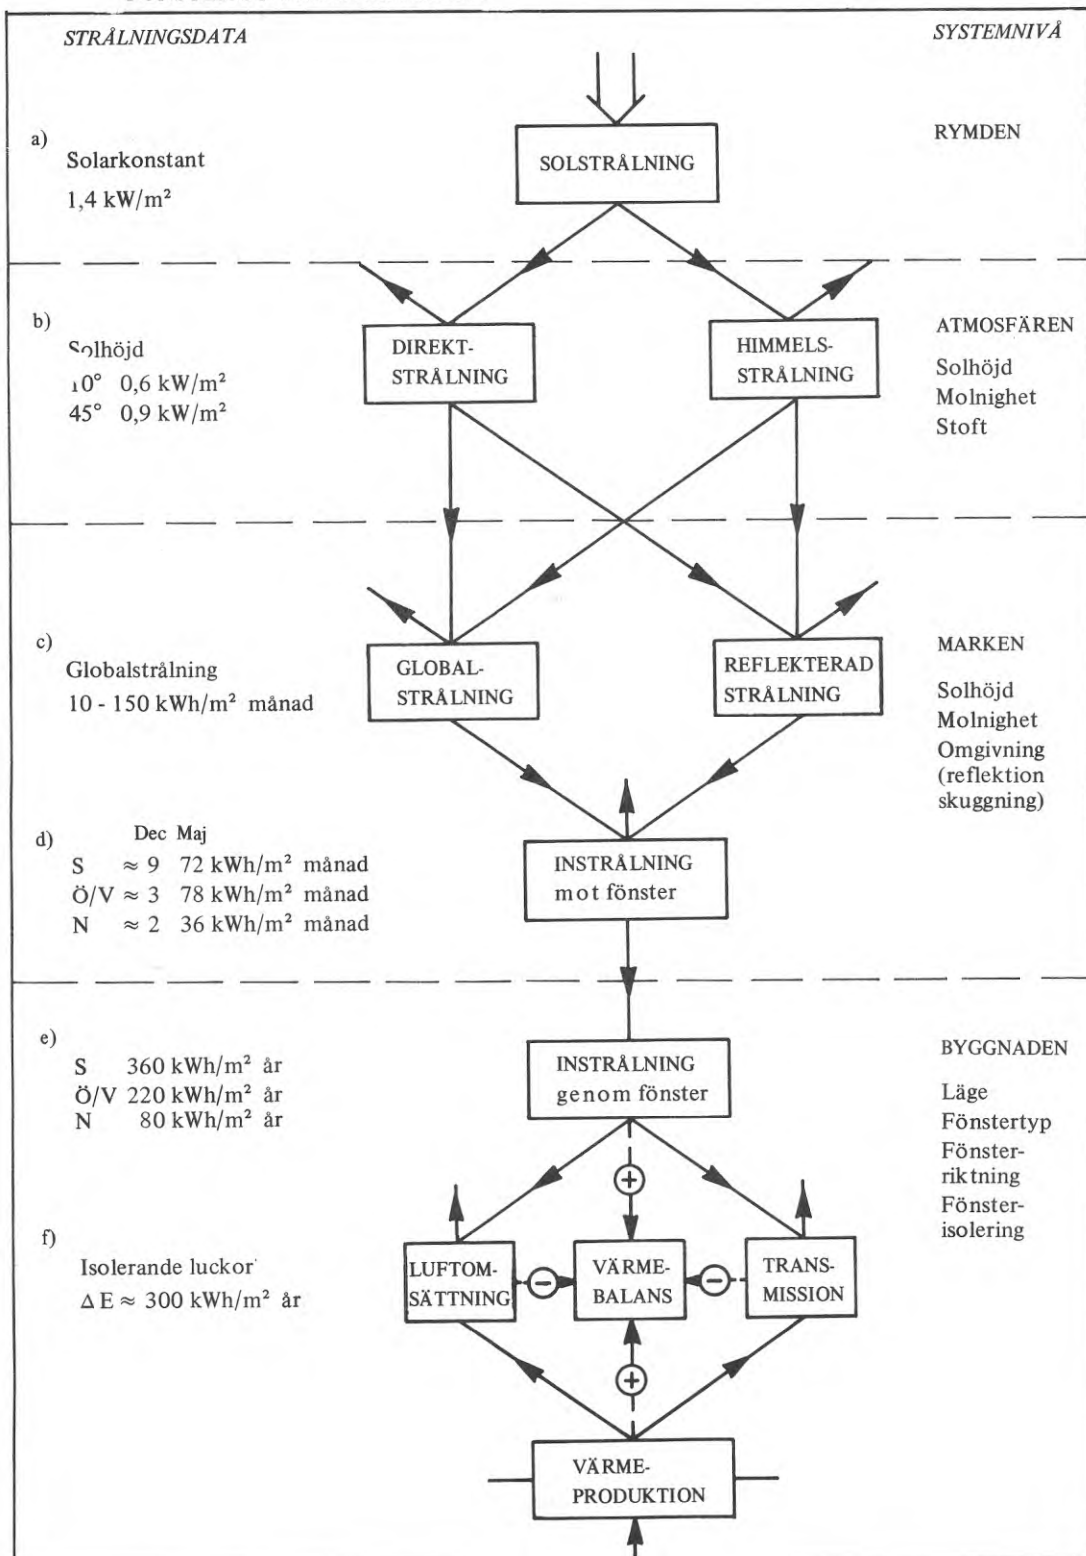 STRÅLNINGSDATA
SYSTEMNIVÅ
a)
Solarkonstant
1,4 kW/m²
SOLSTRÅLNING
RYMDEN
b)
Solhöjd
10° 0,6 kW/m²
45° 0,9 kW/m²
DIREKT-
STRÅLNING
HIMMELS-
STRÅLNING
ATMOSFÄREN
Solhöjd
Molnighet
Stoft
c)
Globalstrålning
10 - 150 kWh/m² månad
GLOBAL-
STRÅLNING
REFLEKTERAD
STRÅLNING
MARKEN
Solhöjd
Molnighet
Omgivning
(reflektion
skuggning)
d)
Dec Maj
S ≈ 9 72 kWh/m² månad
Ö/V ≈ 3 78 kWh/m² månad
N ≈ 2 36 kWh/m² månad
INSTRÅLNING
mot fönster
e)
S 360 kWh/m² år
Ö/V 220 kWh/m² år
N 80 kWh/m² år
INSTRÅLNING
genom fönster
BYGGNADEN
Läge
Fönstertyp
Fönster-
riktning
Fönster-
isolering
f)
Isolerande luckor
Δ E ≈ 300 kWh/m² år
+
LUFTOM-
SÄTTNING
−
VÄRME-
BALANS
−
TRANS-
MISSION
+
VÄRME-
PRODUKTION